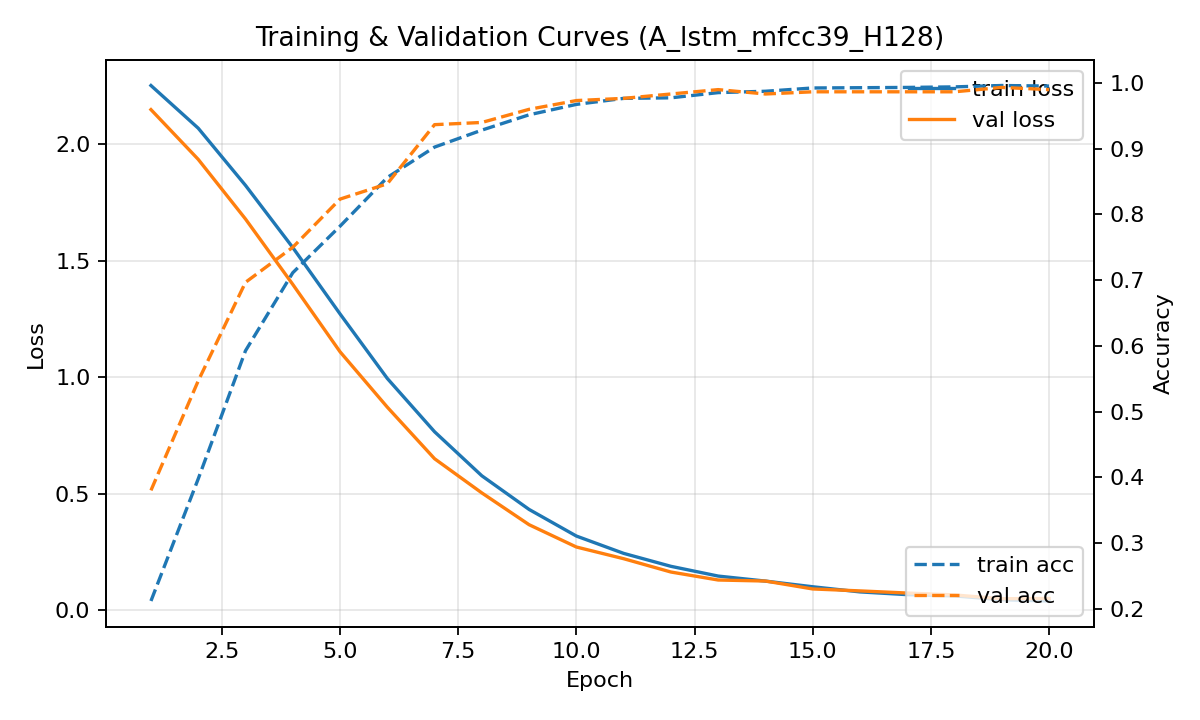 Training & Validation Curves (A_lstm_mfcc39_H128)
train loss
val loss
2.0
1.5
1.0
0.5
0.0
Loss
1.0
0.9
0.8
0.7
0.6
0.5
0.4
0.3
0.2
Accuracy
train acc
val acc
2.5 5.0 7.5 10.0 12.5 15.0 17.5 20.0
Epoch